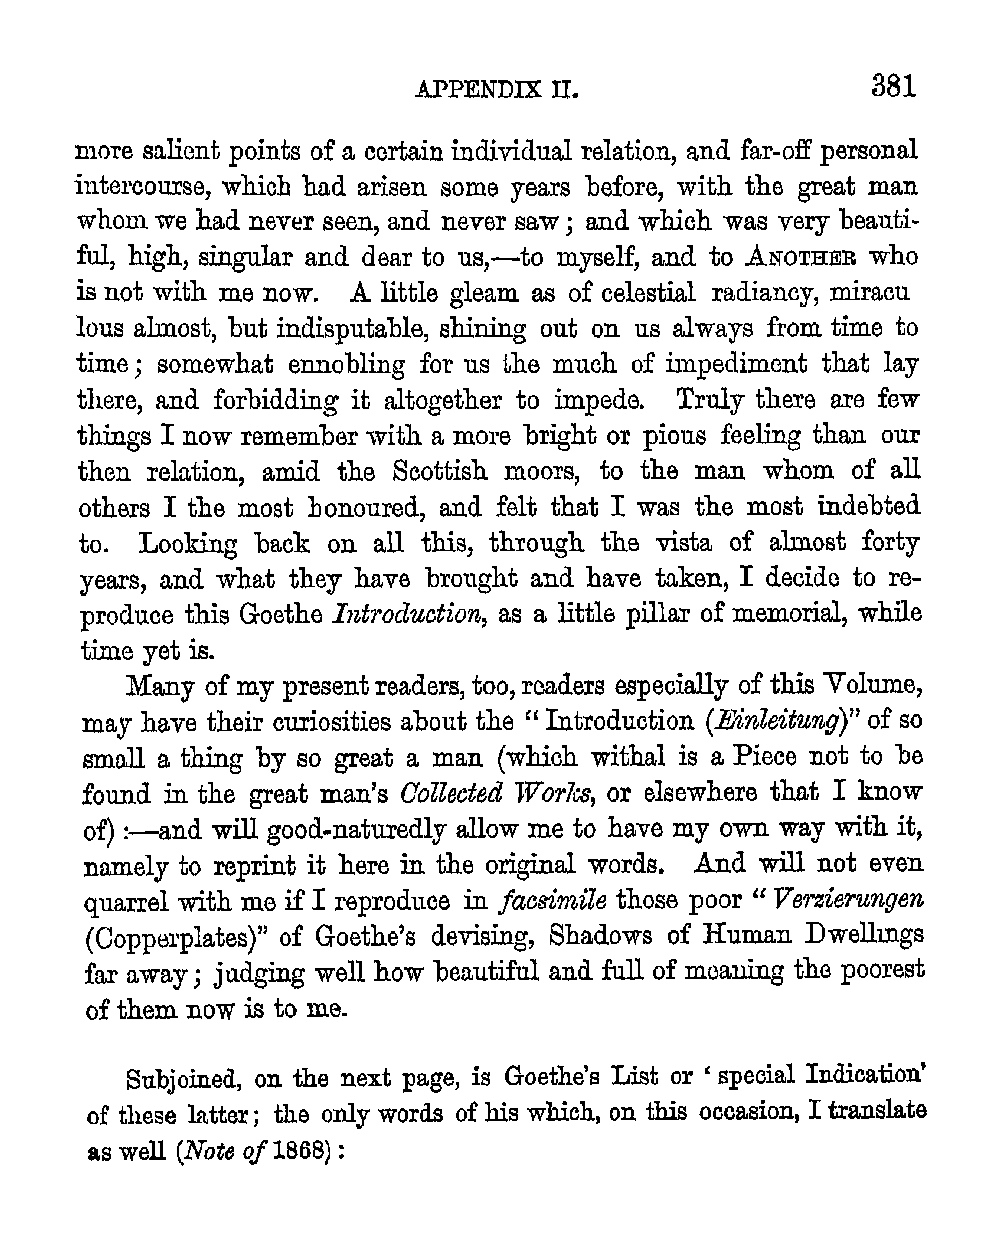 APPENDIX II. 381
more salient points of a certain individual relation, and far-off personal
intercourse, which had arisen some years before, with the great man
whom we had never seen, and never saw; and which was very beauti-
ful, high, singular and dear to us,—to myself, and to ANOTHER who
is not with me now. A little gleam as of celestial radiancy, miracu
lous almost, but indisputable, shining out on us always from time to
time; somewhat ennobling for us the much of impediment that lay
there, and forbidding it altogether to impede. Truly there are few
things I now remember with a more bright or pious feeling than our
then relation, amid the Scottish moors, to the man whom of all
others I the most honoured, and felt that I was the most indebted
to. Looking back on all this, through the vista of almost forty
years, and what they have brought and have taken, I decide to re-
produce this Goethe Introduction, as a little pillar of memorial, while
time yet is.
Many of my present readers, too, readers especially of this Volume,
may have their curiosities about the “Introduction (Einleitung)” of so
small a thing by so great a man (which withal is a Piece not to be
found in the great man's Collected Works, or elsewhere that I know
of) :—and will good-naturedly allow me to have my own way with it,
namely to reprint it here in the original words. And will not even
quarrel with me if I reproduce in facsimile those poor “Verzierungen
(Copperplates)” of Goethe's devising, Shadows of Human Dwellings
far away; judging well how beautiful and full of meaning the poorest
of them now is to me.
Subjoined, on the next page, is Goethe's List or ‘special Indication’
of these latter; the only words of his which, on this occasion, I translate
as well (Note of 1868) :